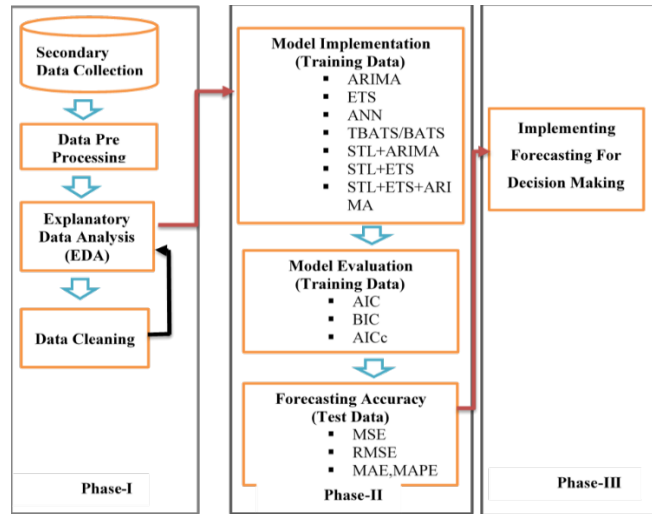 Secondary
Data Collection
Data Pre
Processing
Explanatory
Data Analysis
(EDA)
Data Cleaning
Phase-I
Model Implementation
(Training Data)
▪ ARIMA
▪ ETS
▪ ANN
▪ TBATS/BATS
▪ STL+ARIMA
▪ STL+ETS
▪ STL+ETS+ARI
MA
Model Evaluation
(Training Data)
▪ AIC
▪ BIC
▪ AICc
Forecasting Accuracy
(Test Data)
▪ MSE
▪ RMSE
▪ MAE,MAPE
Phase-II
Implementing
Forecasting For
Decision Making
Phase-III